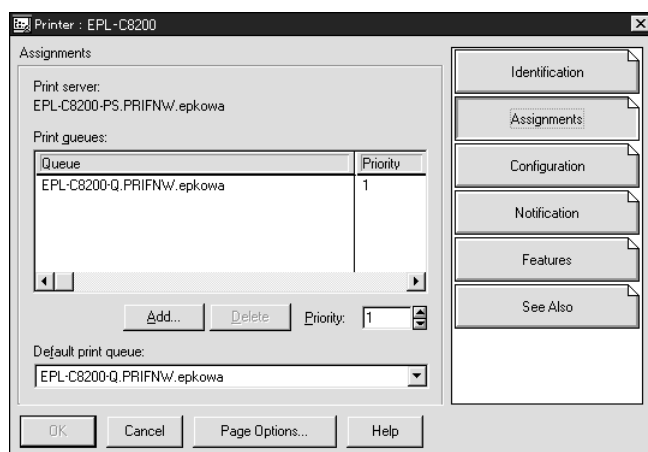 Printer : EPL-C8200
Assignments
Print server:
EPL-C8200-PS.PRIFNW.epkowa
Print queues:
Queue Priority
EPL-C8200-Q.PRIFNW.epkowa 1
Add... Delete Priority: 1
Default print queue:
EPL-C8200-Q.PRIFNW.epkowa
OK Cancel Page Options... Help
Identification
Assignments
Configuration
Notification
Features
See Also